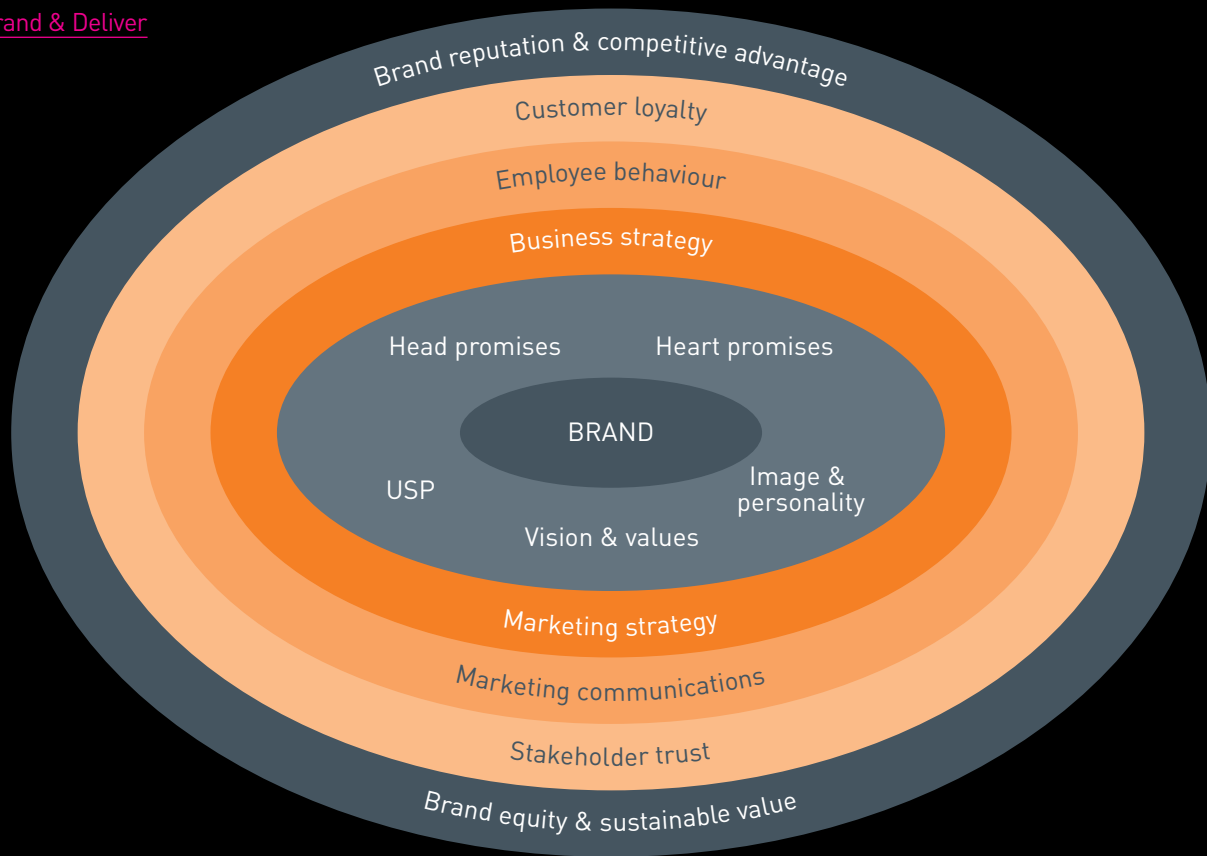 & Deliver
Brand reputation & competitive advantage
Customer loyalty
Employee behaviour
Business strategy
Head promises
Heart promises
BRAND
USP
Image &
personality
Vision & values
Marketing strategy
Marketing communications
Stakeholder trust
Brand equity & sustainable value